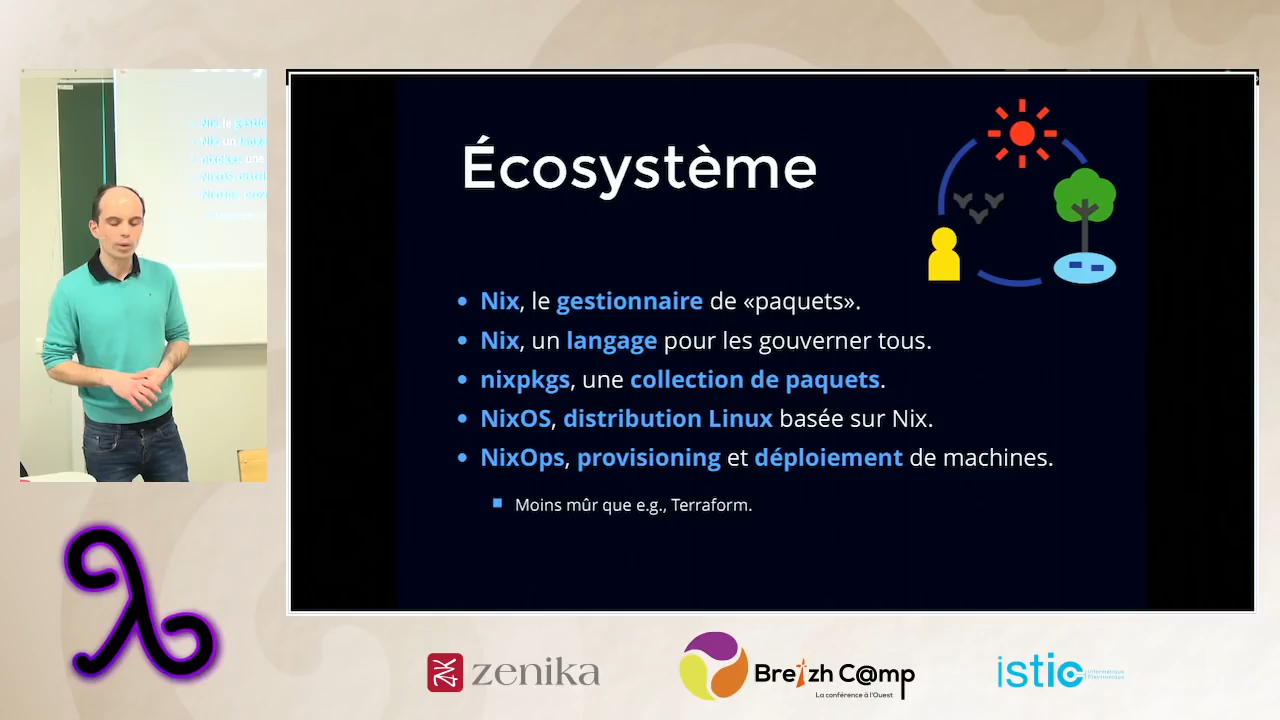 Écosystème
Nix, le gestionnaire de «paquets».
Nix, un langage pour les gouverner tous.
nixpkgs, une collection de paquets.
NixOS, distribution Linux basée sur Nix.
NixOps, provisioning et déploiement de machines.
Moins mûr que e.g., Terraform.
zenika
Breizh C@mp
La conférence à l'Ouest
istic
Informatique
Électronique